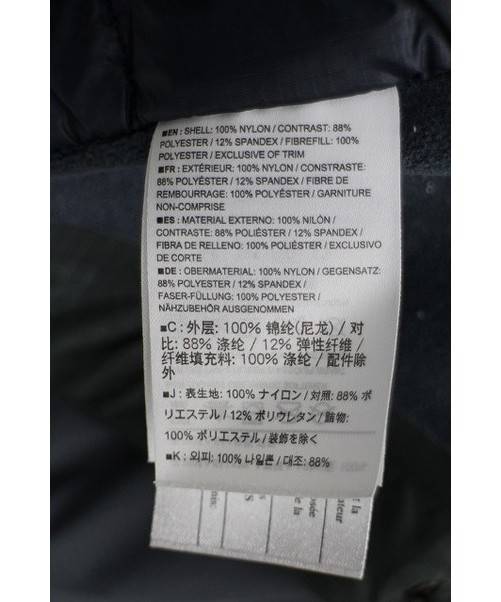 ■EN : SHELL: 100% NYLON / CONTRAST: 88%
POLYESTER / 12% SPANDEX / FIBREFILL: 100%
POLYESTER / EXCLUSIVE OF TRIM
■FR : EXTÉRIEUR: 100% NYLON / CONSTRASTE:
88% POLYÉSTER / 12% SPANDEX / FIBRE DE
REMBOURRAGE: 100% POLYÉSTER / GARNITURE
NON-COMPRISE
■ES : MATERIAL EXTERNO: 100% NILÓN /
CONTRASTE: 88% POLIÉSTER / 12% SPANDEX /
FIBRA DE RELLENO: 100% POLIÉSTER / EXCLUSIVO
DE CORTE
■DE : OBERMATERIAL: 100% NYLON / GEGENSATZ:
88% POLYESTER / 12% SPANDEX /
FASER-FÜLLUNG: 100% POLYESTER /
NÄHZUBEHÖR AUSGENOMMEN
■C : 外层: 100% 锦纶(尼龙) / 对
比: 88% 涤纶 / 12% 弹性纤维 /
纤维填充料: 100% 涤纶 / 配件除
外
■J : 表生地: 100% ナイロン / 対照: 88% ポ
リエステル / 12% ポリウレタン / 詰物:
100% ポリエステル / 装飾を除く
■K : 외피: 100% 나일론 / 대조: 88%